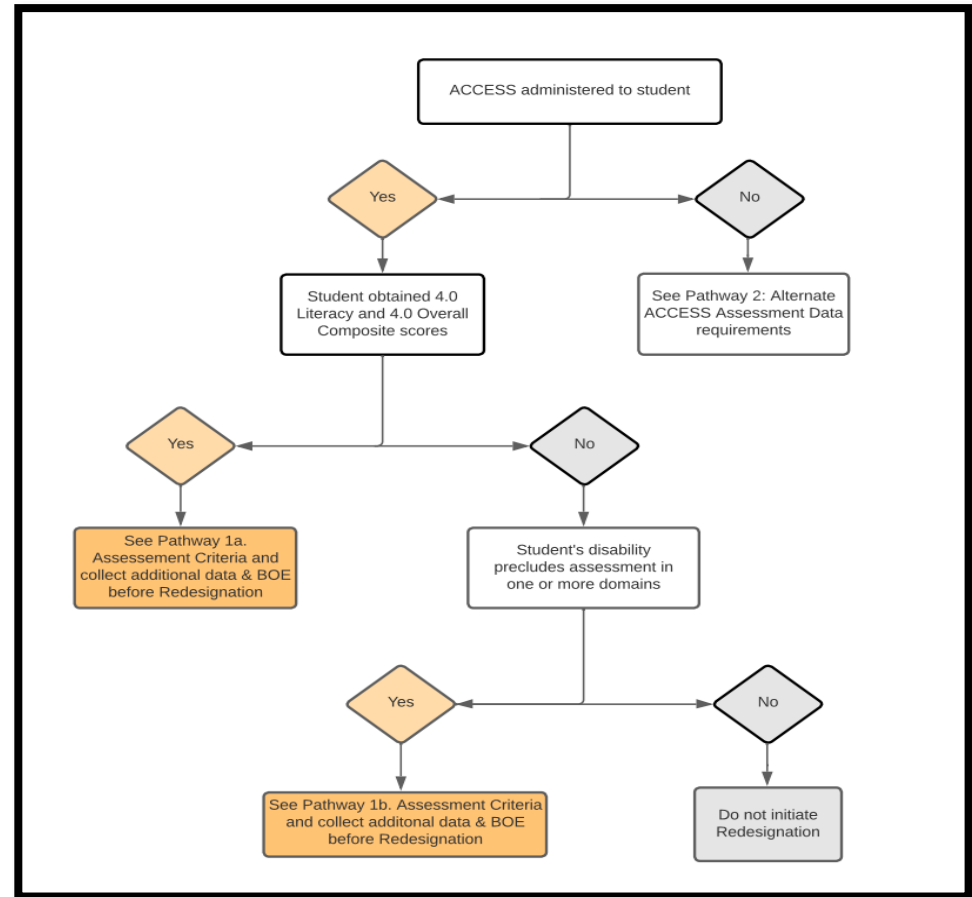 ACCESS administered to student
Yes
No
Student obtained 4.0
Literacy and 4.0 Overall
Composite scores
See Pathway 2: Alternate
ACCESS Assessment Data
requirements
Yes
No
See Pathway 1a.
Assessement Criteria and
collect additional data & BOE
before Redesignation
Student's disability
precludes assessment in
one or more domains
Yes
No
See Pathway 1b. Assessment Criteria
and collect additonal data & BOE
before Redesignation
Do not initiate
Redesignation